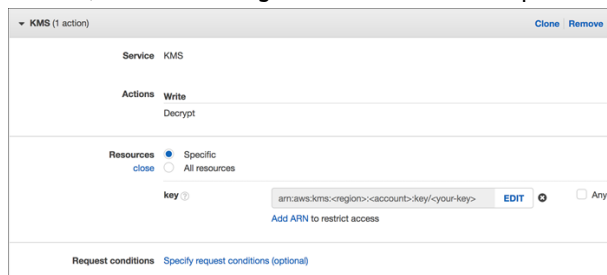 KMS (1 action)
Clone Remove
Service KMS
Actions Write
Decrypt
Resources Specific
close All resources
key arn:aws:kms:<region>:<account>:key/<your-key> EDIT Any
Add ARN to restrict access
Request conditions Specify request conditions (optional)